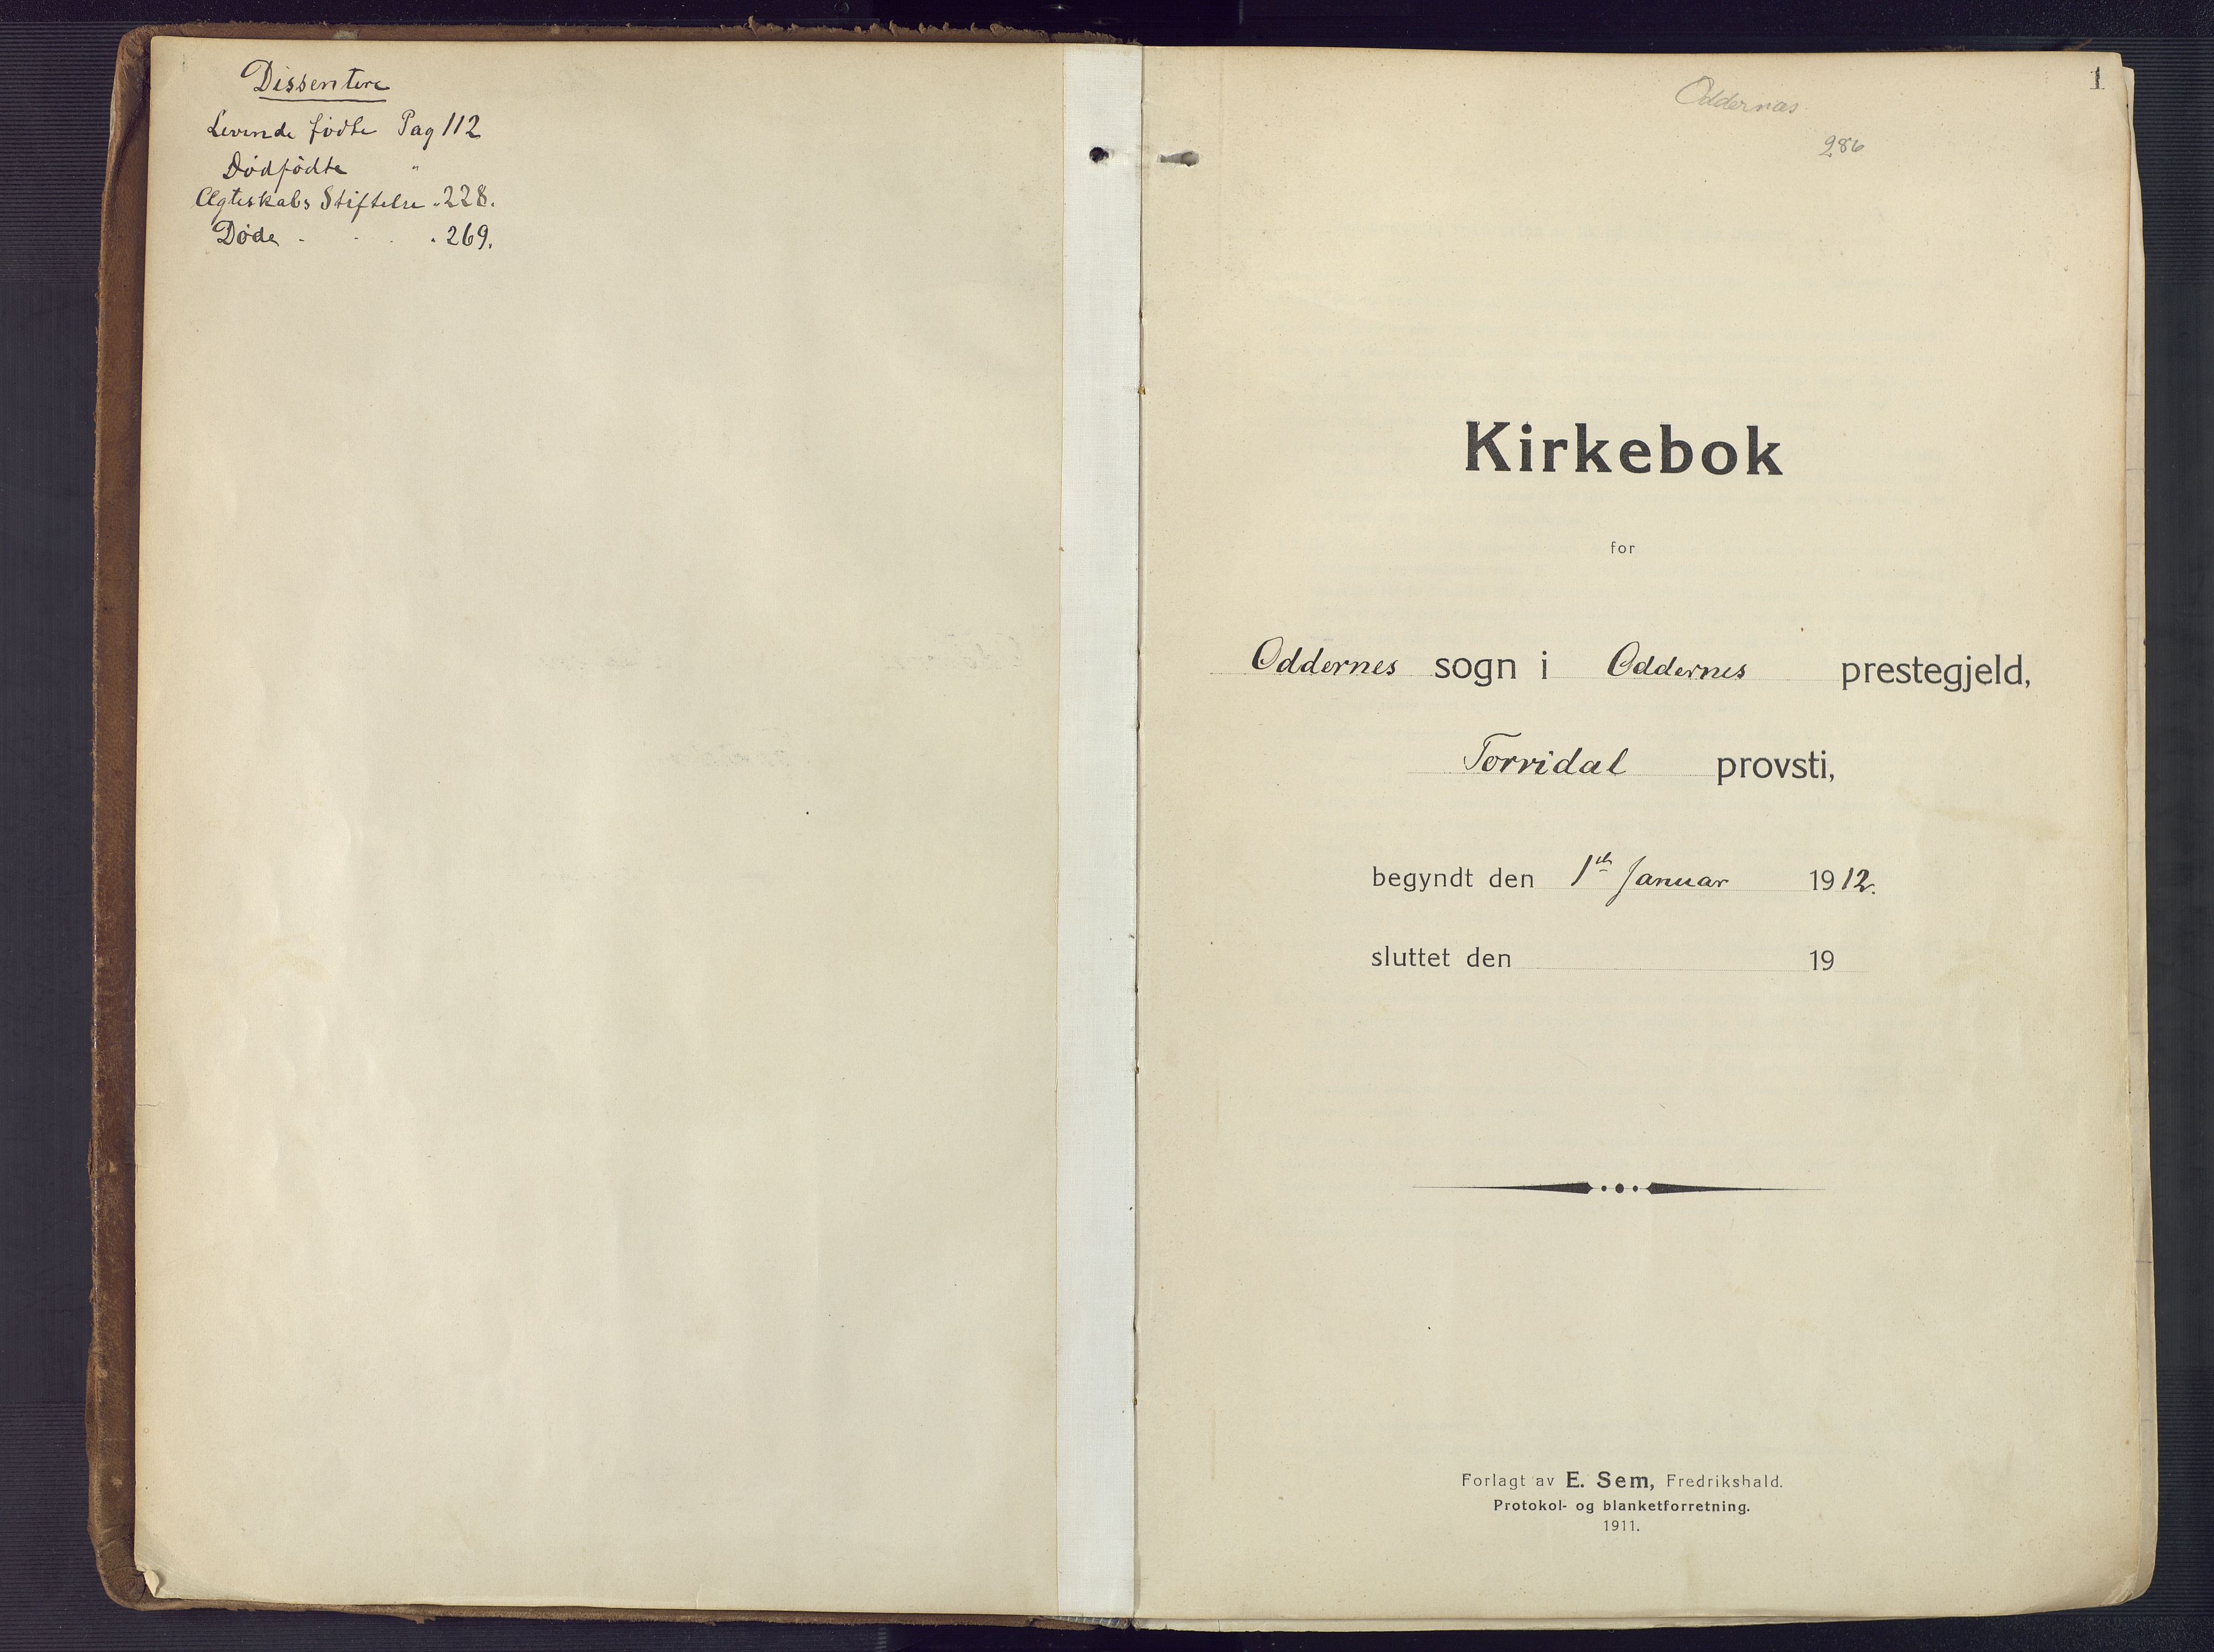 Dissentere
Levende fødte Pag 112
Dødfødte "
Ægteskabs Stiftelse " 228.
Døde - - . . 269.
1
Oddernæs
286
Kirkebok
for
Oddernes sogn i Oddernes prestegjeld,
Torridal provsti,
begyndt den 1ste Januar 1912.
sluttet den 19
Forlagt av E. Sem, Fredrikshald.
Protokol- og blanketforretning.
1911.